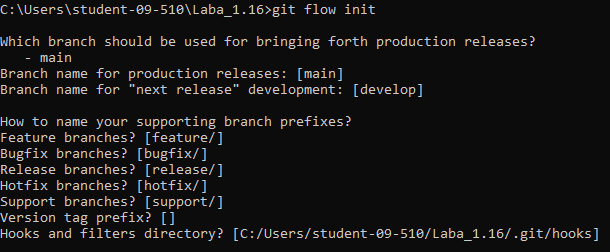 C:\Users\student-09-510\Laba_1.16>git flow init
Which branch should be used for bringing forth production releases?
- main
Branch name for production releases: [main]
Branch name for "next release" development: [develop]
How to name your supporting branch prefixes?
Feature branches? [feature/]
Bugfix branches? [bugfix/]
Release branches? [release/]
Hotfix branches? [hotfix/]
Support branches? [support/]
Version tag prefix? []
Hooks and filters directory? [C:/Users/student-09-510/Laba_1.16/.git/hooks]